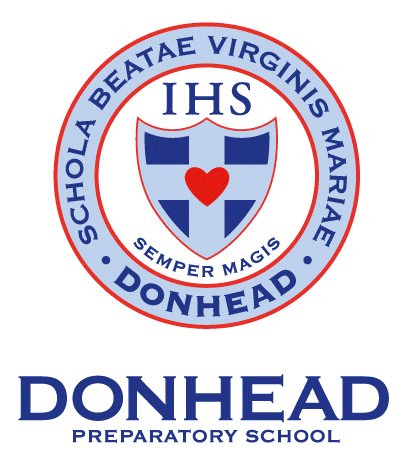 SCHOLA BEATAE VIRGINIS MARIAE
IHS
SEMPER MAGIS
• DONHEAD •
DONHEAD
PREPARATORY SCHOOL